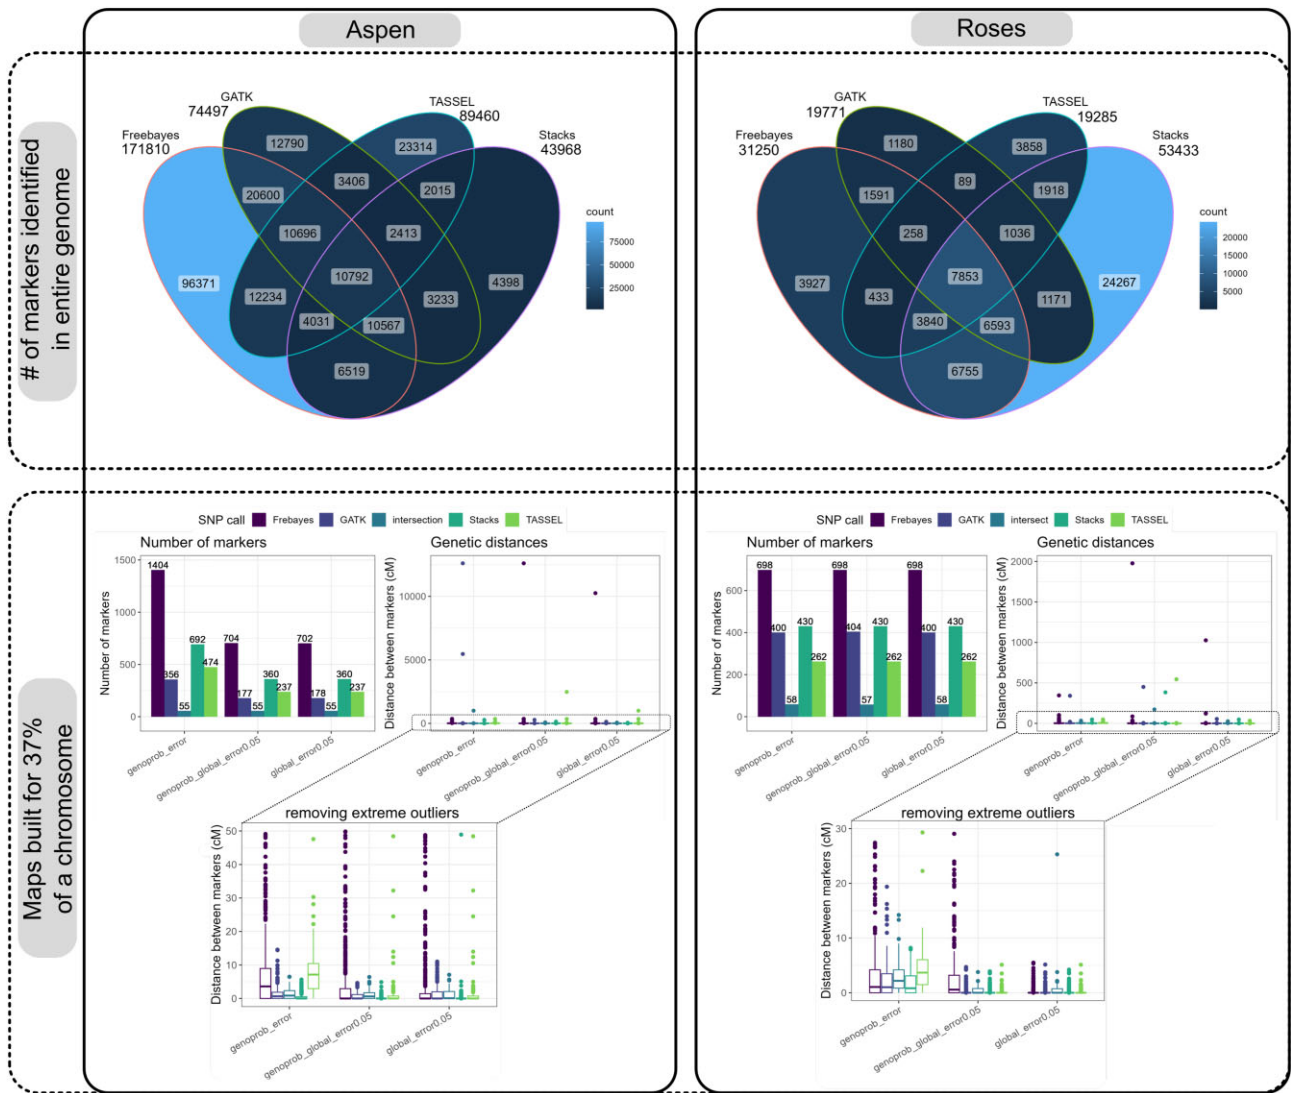 Aspen
Roses
# of markers identified
in entire genome
GATK
74497
TASSEL
89460
Freebayes
171810
Stacks
43968
12790
23314
3406
2015
20600
10696
2413
96371
12234
10792
3233
4398
4031
10567
6519
count
75000
50000
25000
GATK
19771
TASSEL
19285
Freebayes
31250
Stacks
53433
1180
3858
89
1918
1591
258
1036
3927
433
7853
1171
24267
3840
6593
6755
count
20000
15000
10000
5000
Maps built for 37%
of a chromosome
SNP call Frebayes GATK intersection Stacks TASSEL
Number of markers
Number of markers
1500
1000
500
0
1404
356
55
692
474
704
177
55
360
237
702
178
55
360
237
genoprob_error
genoprob_global_error0.05
global_error0.05
Genetic distances
Distance between markers (cM)
10000
5000
0
genoprob_error
genoprob_global_error0.05
global_error0.05
removing extreme outliers
Distance between markers (cM)
50
40
30
20
10
0
genoprob_error
genoprob_global_error0.05
global_error0.05
SNP call Frebayes GATK intersect Stacks TASSEL
Number of markers
Number of markers
600
400
200
0
698
400
58
430
262
698
404
57
430
262
698
400
58
430
262
genoprob_error
genoprob_global_error0.05
global_error0.05
Genetic distances
Distance between markers (cM)
2000
1500
1000
500
0
genoprob_error
genoprob_global_error0.05
global_error0.05
removing extreme outliers
Distance between markers (cM)
30
20
10
0
genoprob_error
genoprob_global_error0.05
global_error0.05